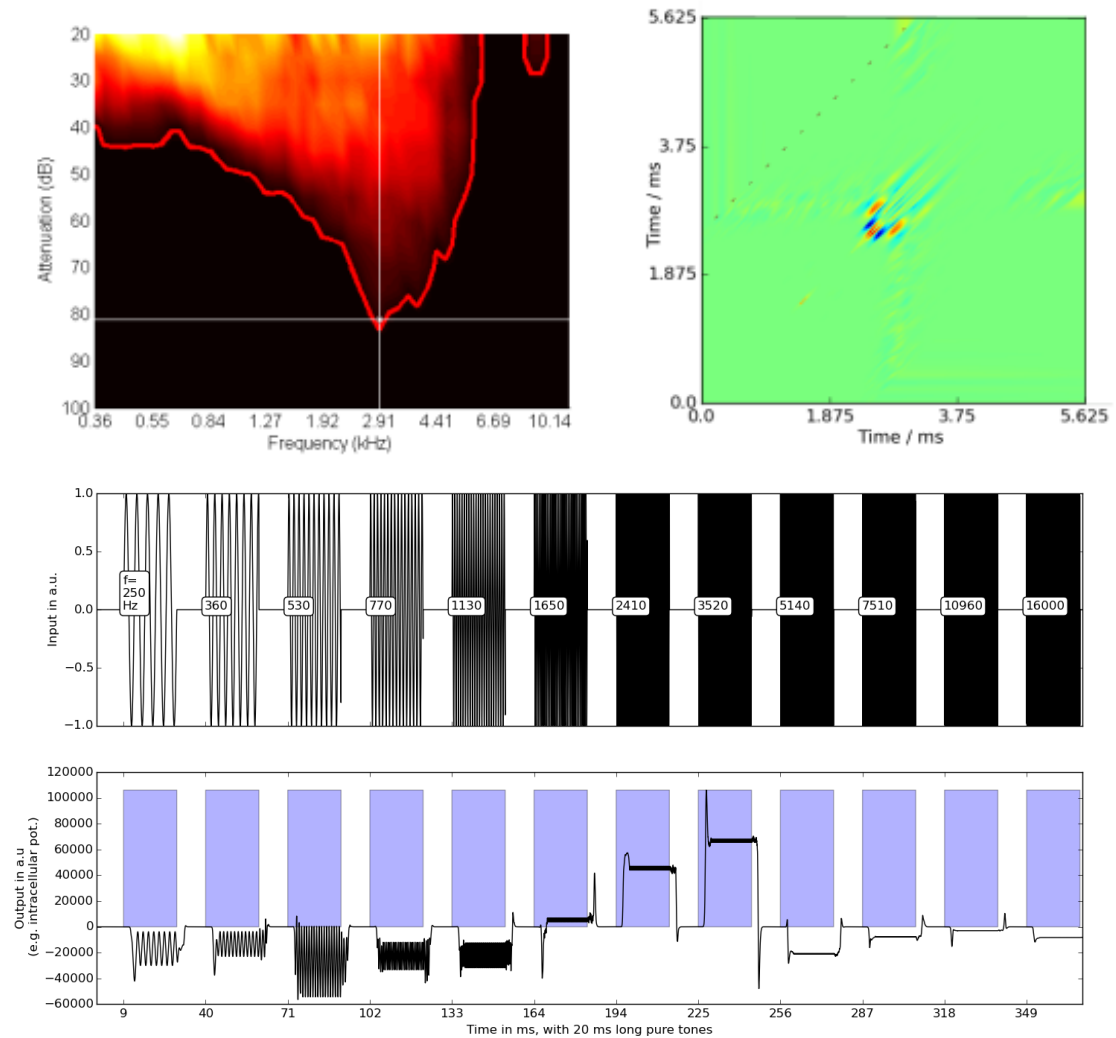 20
30
40
50
60
70
80
90
100
Attenuation (dB)
0.36 0.55 0.84 1.27 1.92 2.91 4.41 6.69 10.14
Frequency (kHz)
5.625
3.75
1.875
0.0
Time / ms
0.0 1.875 3.75 5.625
Time / ms
1.0
0.5
0.0
−0.5
−1.0
Input in a.u.
f=
250
Hz
360 530 770 1130 1650 2410 3520 5140 7510 10960 16000
120000
100000
80000
60000
40000
20000
0
−20000
−40000
−60000
Output in a.u
(e.g. intracellular pot.)
9 40 71 102 133 164 194 225 256 287 318 349
Time in ms, with 20 ms long pure tones